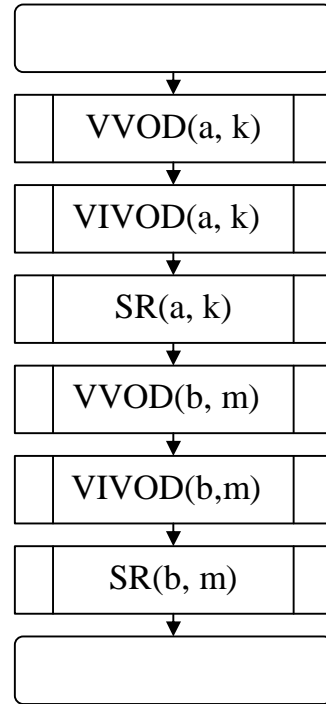 VVOD(a, k)
VIVOD(a, k)
SR(a, k)
VVOD(b, m)
VIVOD(b,m)
SR(b, m)